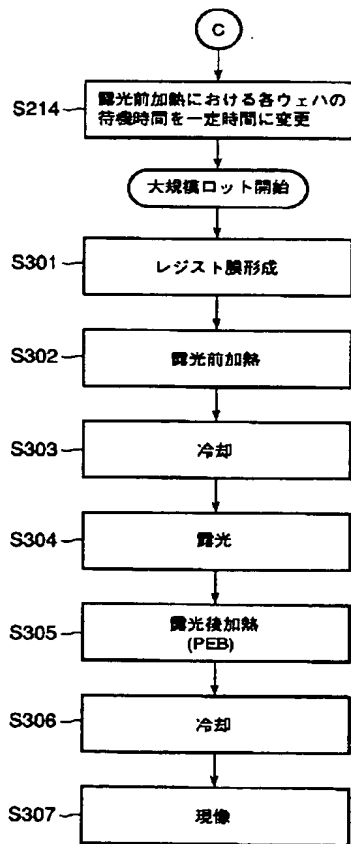 C
S214
露光前加熱における各ウェハの
待機時間を一定時間に変更
大規模ロット開始
S301
レジスト膜形成
S302
露光前加熱
S303
冷却
S304
露光
S305
露光後加熱
(PEB)
S306
冷却
S307
現像